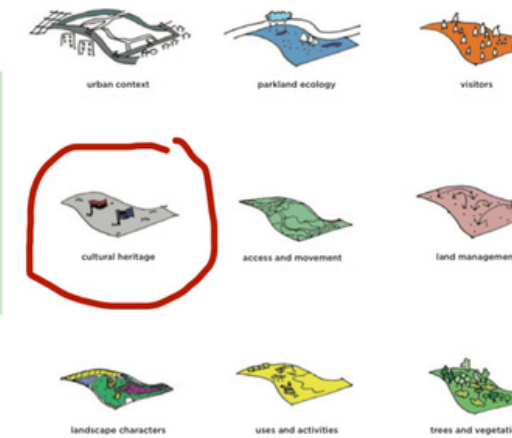 urban context
parkland ecology
visitors
cultural heritage
access and movement
land managemen
landscape characters
uses and activities
trees and vegetati